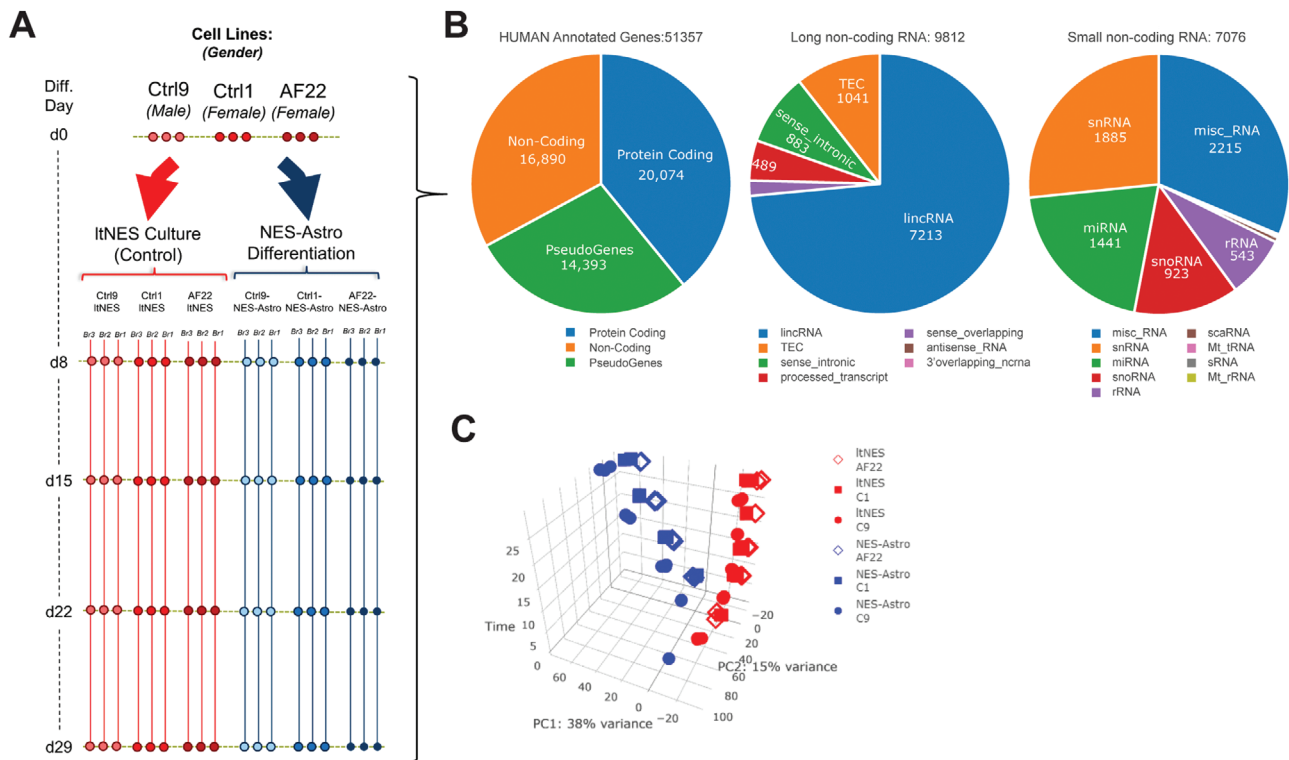 A
Cell Lines:
(Gender)
Diff.
Day
Ctrl9
(Male)
Ctrl1
(Female)
AF22
(Female)
d0
ltNES Culture
(Control)
NES-Astro
Differentiation
Ctrl9
ltNES
Ctrl1
ltNES
AF22
ltNES
Ctrl9-
NES-Astro
Ctrl1-
NES-Astro
AF22-
NES-Astro
Br3 Br2 Br1 Br3 Br2 Br1 Br3 Br2 Br1 Br3 Br2 Br1 Br3 Br2 Br1 Br3 Br2 Br1
d8
d15
d22
d29
B
HUMAN Annotated Genes:51357
Non-Coding
16,890
Protein Coding
20,074
PseudoGenes
14,393
Protein Coding
Non-Coding
PseudoGenes
Long non-coding RNA: 9812
TEC
1041
sense_intronic
883
489
lincRNA
7213
lincRNA
TEC
sense_intronic
processed_transcript
sense_overlapping
antisense_RNA
3'overlapping_ncrna
Small non-coding RNA: 7076
snRNA
1885
misc_RNA
2215
miRNA
1441
rRNA
543
snoRNA
923
misc_RNA
snRNA
miRNA
snoRNA
rRNA
scaRNA
Mt_tRNA
sRNA
Mt_rRNA
C
25
20
15
Time 10
5
0
60
40
20
0
−20
PC1: 38% variance
−20
0
20
40
60
80
100
PC2: 15% variance
ltNES
AF22
ltNES
C1
ltNES
C9
NES-Astro
AF22
NES-Astro
C1
NES-Astro
C9